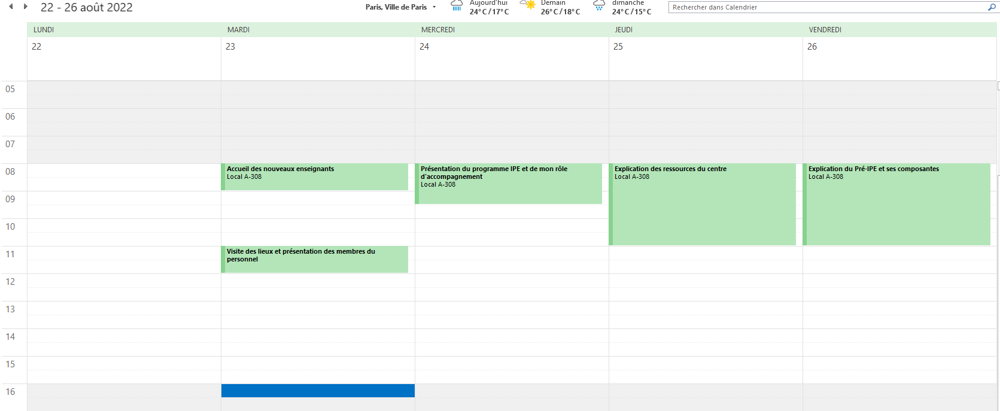 22 - 26 août 2022
Paris, Ville de Paris
Aujourd'hui
24° C / 17° C
Demain
26° C / 18° C
dimanche
24° C / 15° C
Rechercher dans Calendrier
LUNDI
MARDI
MERCREDI
JEUDI
VENDREDI
22
23
24
25
26
05
06
07
08
Accueil des nouveaux enseignants
Local A-308
Présentation du programme IPE et de mon rôle
d'accompagnement
Local A-308
Explication des ressources du centre
Local A-308
Explication du Pré-IPE et ses composantes
Local A-308
09
10
11
Visite des lieux et présentation des membres du
personnel
12
13
14
15
16